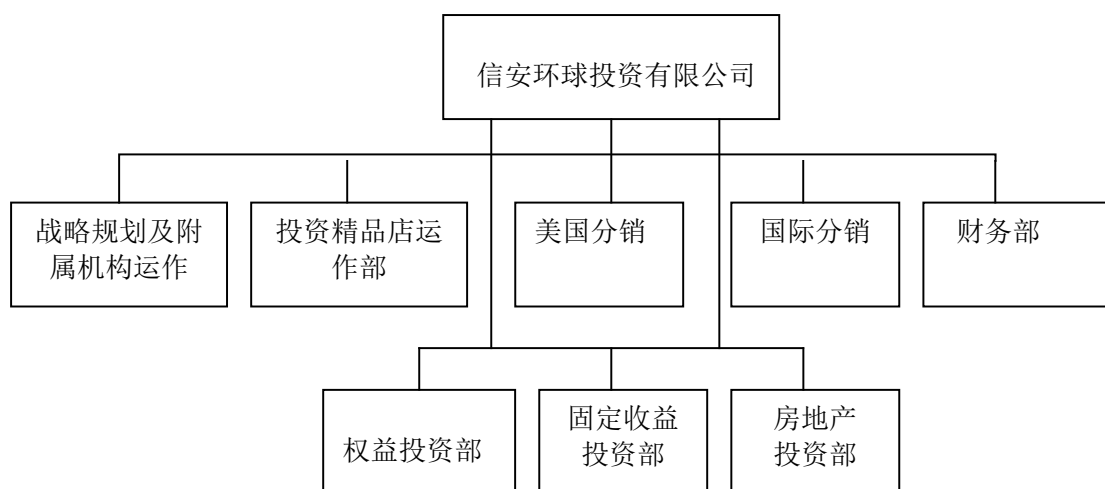 信安环球投资有限公司
战略规划及附
属机构运作
投资精品店运
作部
美国分销
国际分销
财务部
权益投资部
固定收益
投资部
房地产
投资部